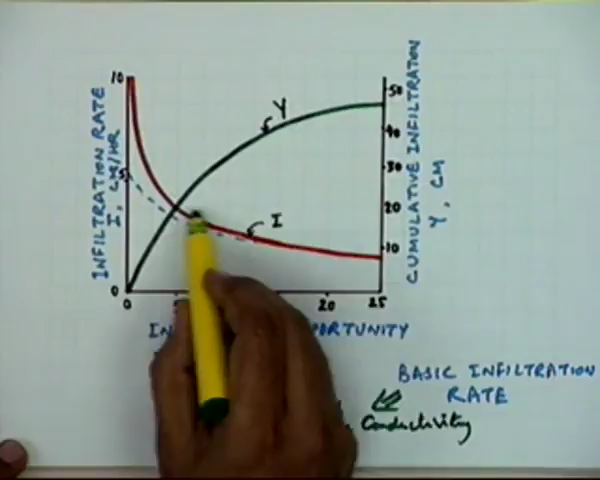 10
5
0
INFILTRATION RATE
I, CM/HR
Y
I
50
40
30
20
10
CUMULATIVE INFILTRATION
Y, CM
0
20
25
BASIC INFILTRATION
RATE
Conductivity